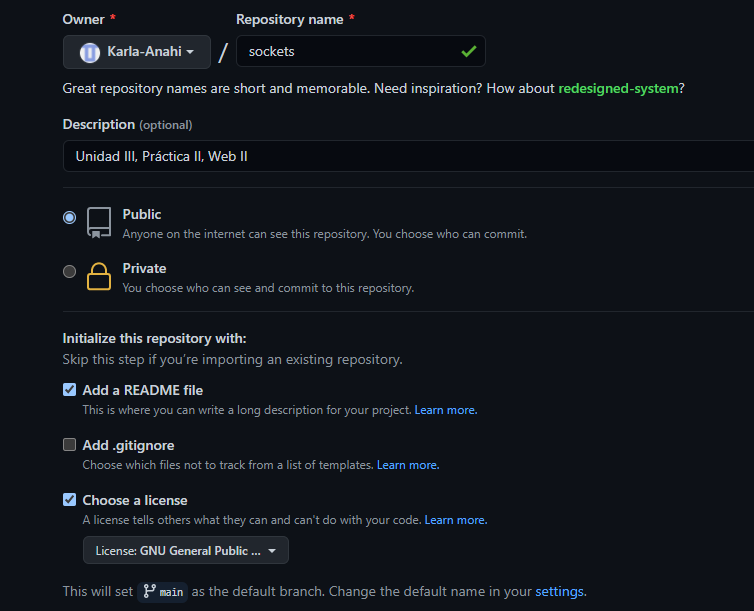 Owner * Repository name *
Karla-Anahi / sockets
Great repository names are short and memorable. Need inspiration? How about redesigned-system?
Description (optional)
Unidad III, Práctica II, Web II
Public
Anyone on the internet can see this repository. You choose who can commit.
Private
You choose who can see and commit to this repository.
Initialize this repository with:
Skip this step if you're importing an existing repository.
Add a README file
This is where you can write a long description for your project. Learn more.
Add .gitignore
Choose which files not to track from a list of templates. Learn more.
Choose a license
A license tells others what they can and can't do with your code. Learn more.
License: GNU General Public ...
This will set main as the default branch. Change the default name in your settings.